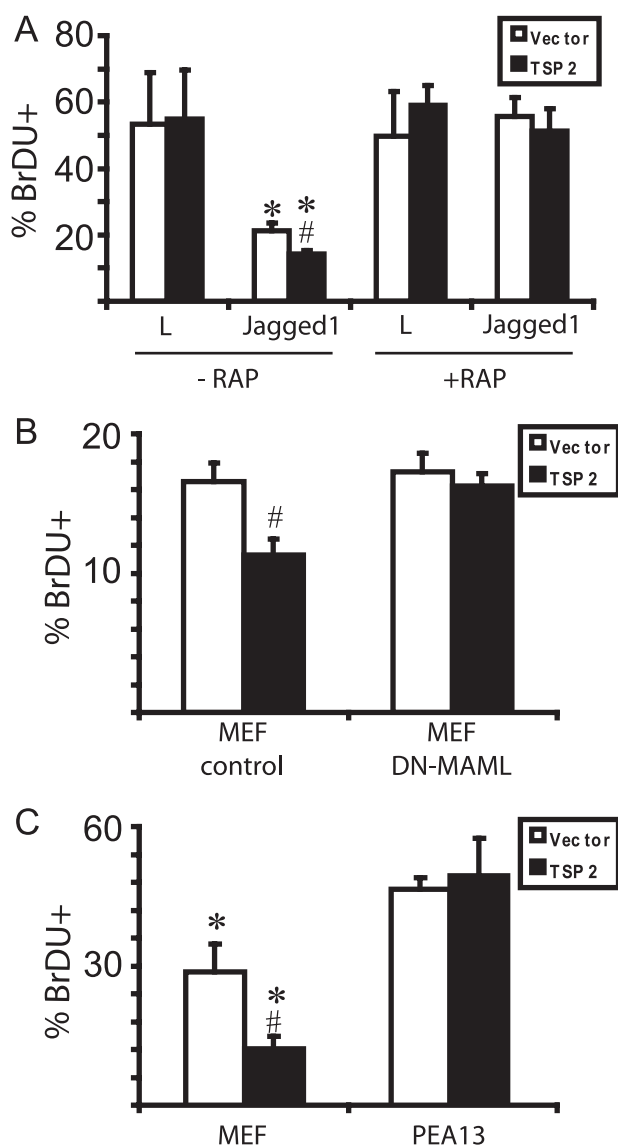 A
80
60
40
20
% BrDU+
Vector
TSP 2
*
*
#
L
Jagged1
L
Jagged1
- RAP
+RAP
B
20
10
% BrDU+
Vector
TSP 2
#
MEF
control
MEF
DN-MAML
C
60
30
% BrDU+
Vector
TSP 2
*
*
#
MEF
PEA13